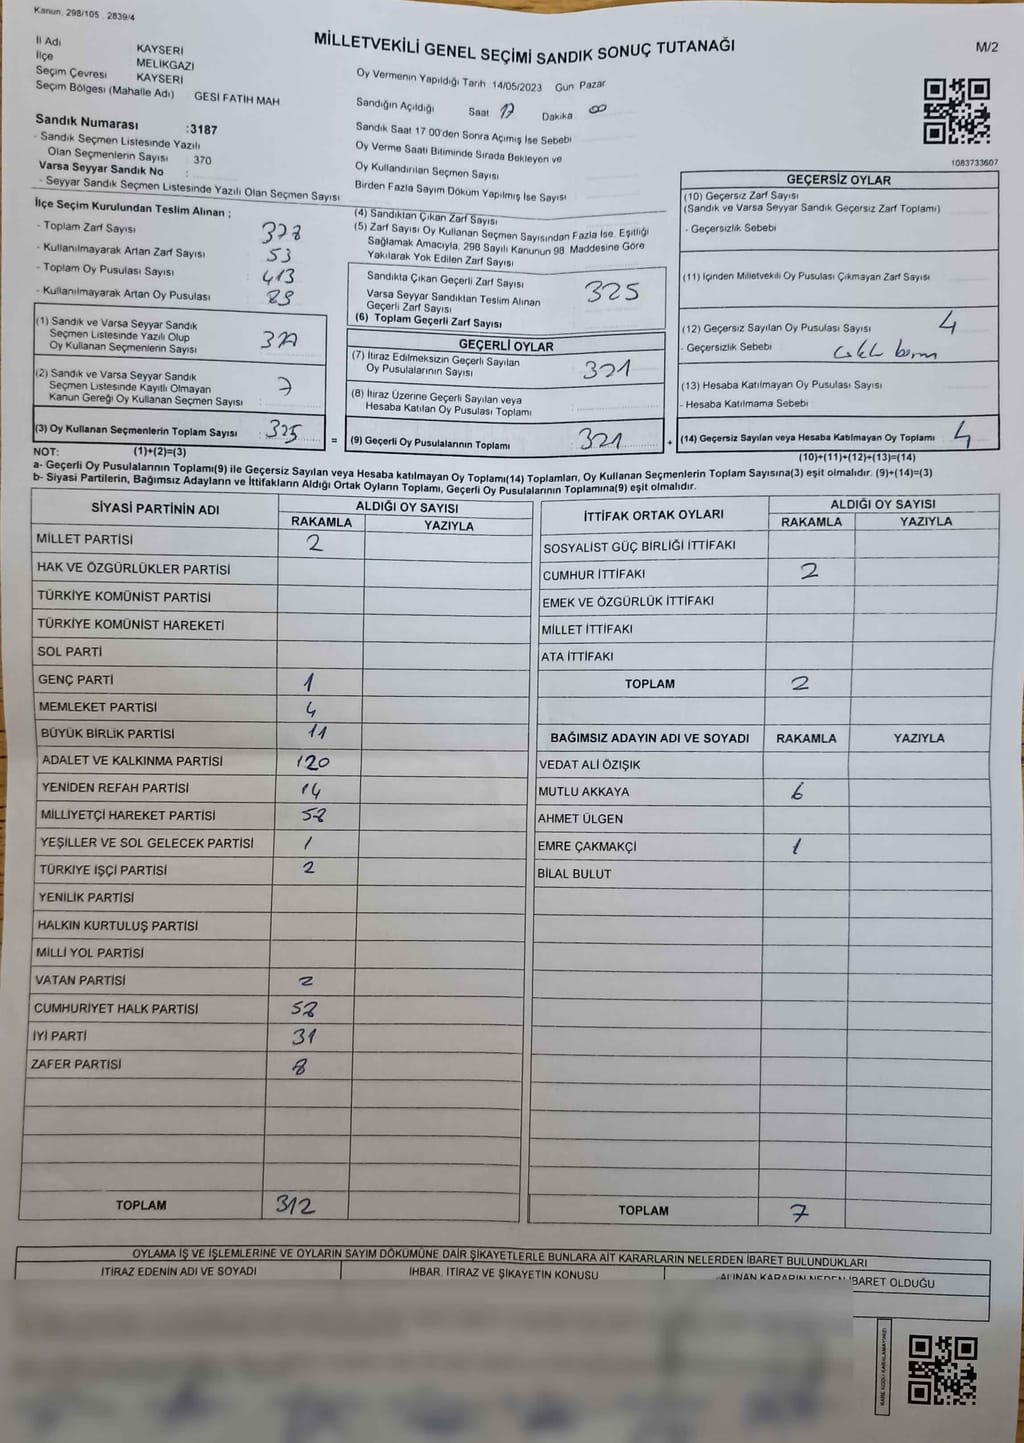 Kanun. 298/105 , 2839/4
MİLLETVEKİLİ GENEL SEÇİMİ SANDIK SONUÇ TUTANAĞI
M/2
İl Adı KAYSERİ
İlçe MELİKGAZI
Seçim Çevresi KAYSERİ
Seçim Bölgesi (Mahalle Adı) GESI FATIH MAH
Sandık Numarası :3187
- Sandık Seçmen Listesinde Yazılı
Olan Seçmenlerin Sayısı 370
Varsa Seyyar Sandık No :
- Seyyar Sandık Seçmen Listesinde Yazılı Olan Seçmen Sayısı
Oy Vermenin Yapıldığı Tarih 14/05/2023 Gün Pazar
Sandığın Açıldığı Saat 17 Dakika 00
Sandık Saat 17 00'den Sonra Açımış İse Sebebi
Oy Verme Saati Bitiminde Sırada Bekleyen ve
Oy Kullandırılan Seçmen Sayısı
Birden Fazla Sayım Döküm Yapılmış İse Sayısı
1083733607
İlçe Seçim Kurulundan Teslim Alınan ;
- Toplam Zarf Sayısı 378
- Kullanılmayarak Artan Zarf Sayısı 53
- Toplam Oy Pusulası Sayısı 413
- Kullanılmayarak Artan Oy Pusulası 88
(1) Sandık ve Varsa Seyyar Sandık
Seçmen Listesinde Yazılı Olup
Oy Kullanan Seçmenlerin Sayısı
(2) Sandık ve Varsa Seyyar Sandık
Seçmen Listesinde Kayıtlı Olmayan
Kanun Gereği Oy Kullanan Seçmen Sayısı
(3) Oy Kullanan Seçmenlerin Toplam Sayısı 325
(4) Sandıktan Çıkan Zarf Sayısı
(5) Zarf Sayısı Oy Kullanan Seçmen Sayısından Fazla İse, Eşitliği
Sağlamak Amacıyla, 298 Sayılı Kanunun 98 Maddesine Göre
Yakılarak Yok Edilen Zarf Sayısı
Sandıkta Çıkan Geçerli Zarf Sayısı 325
Varsa Seyyar Sandıktan Teslim Alınan
Geçerli Zarf Sayısı
(6) Toplam Geçerli Zarf Sayısı
GEÇERLİ OYLAR
(7) İtiraz Edilmeksizin Geçerli Sayılan
Oy Pusulalarının Sayısı 321
(8) İtiraz Üzerine Geçerli Sayılan veya
Hesaba Katılan Oy Pusulası Toplamı
= (9) Geçerli Oy Pusulalarının Toplamı 321
GEÇERSİZ OYLAR
(10) Geçersiz Zarf Sayısı
(Sandık ve Varsa Seyyar Sandık Geçersiz Zarf Toplamı)
- Geçersizlik Sebebi
(11) İçinden Milletvekili Oy Pusulası Çıkmayan Zarf Sayısı
(12) Geçersiz Sayılan Oy Pusulası Sayısı 4
- Geçersizlik Sebebi
(13) Hesaba Katılmayan Oy Pusulası Sayısı
- Hesaba Katılmama Sebebi
+ (14) Geçersiz Sayılan veya Hesaba Katılmayan Oy Toplamı 4
NOT: (1)+(2)=(3)
(10)+(11)+(12)+(13)=(14)
a- Geçerli Oy Pusulalarının Toplamı(9) ile Geçersiz Sayılan veya Hesaba katılmayan Oy Toplamı(14) Toplamları, Oy Kullanan Seçmenlerin Toplam Sayısına(3) eşit olmalıdır. (9)+(14)=(3)
b- Siyasi Partilerin, Bağımsız Adayların ve İttifakların Aldığı Ortak Oyların Toplamı, Geçerli Oy Pusulalarının Toplamına(9) eşit olmalıdır.
SİYASİ PARTİNİN ADI ALDIĞI OY SAYISI
RAKAMLA YAZIYLA
MİLLET PARTİSİ 2
HAK VE ÖZGÜRLÜKLER PARTİSİ
TÜRKİYE KOMÜNİST PARTİSİ
TÜRKİYE KOMÜNİST HAREKETİ
SOL PARTİ
GENÇ PARTİ 1
MEMLEKET PARTİSİ 4
BÜYÜK BİRLİK PARTİSİ 11
ADALET VE KALKINMA PARTİSİ 120
YENİDEN REFAH PARTİSİ 14
MİLLİYETÇİ HAREKET PARTİSİ 58
YEŞİLLER VE SOL GELECEK PARTİSİ 1
TÜRKİYE İŞÇİ PARTİSİ 2
YENİLİK PARTİSİ
HALKIN KURTULUŞ PARTİSİ
MİLLİ YOL PARTİSİ
VATAN PARTİSİ 2
CUMHURİYET HALK PARTİSİ 58
İYİ PARTİ 31
ZAFER PARTİSİ 8
TOPLAM 312
İTTİFAK ORTAK OYLARI ALDIĞI OY SAYISI
RAKAMLA YAZIYLA
SOSYALİST GÜÇ BİRLİĞİ İTTİFAKI
CUMHUR İTTİFAKI 2
EMEK VE ÖZGÜRLÜK İTTİFAKI
MİLLET İTTİFAKI
ATA İTTİFAKI
TOPLAM 2
BAĞIMSIZ ADAYIN ADI VE SOYADI RAKAMLA YAZIYLA
VEDAT ALİ ÖZIŞIK
MUTLU AKKAYA 6
AHMET ÜLGEN
EMRE ÇAKMAKÇİ 1
BİLAL BULUT
TOPLAM 7
OYLAMA İŞ VE İŞLEMLERİNE VE OYLARIN SAYIM DÖKÜMÜNE DAİR ŞİKAYETLERLE BUNLARA AİT KARARLARIN NELERDEN İBARET BULUNDUKLARI
İTİRAZ EDENİN ADI VE SOYADI İHBAR, İTİRAZ VE ŞİKAYETİN KONUSU ALINAN KARARIN NEDEN İBARET OLDUĞU
KARE KODU KARALAMAYINIZ!